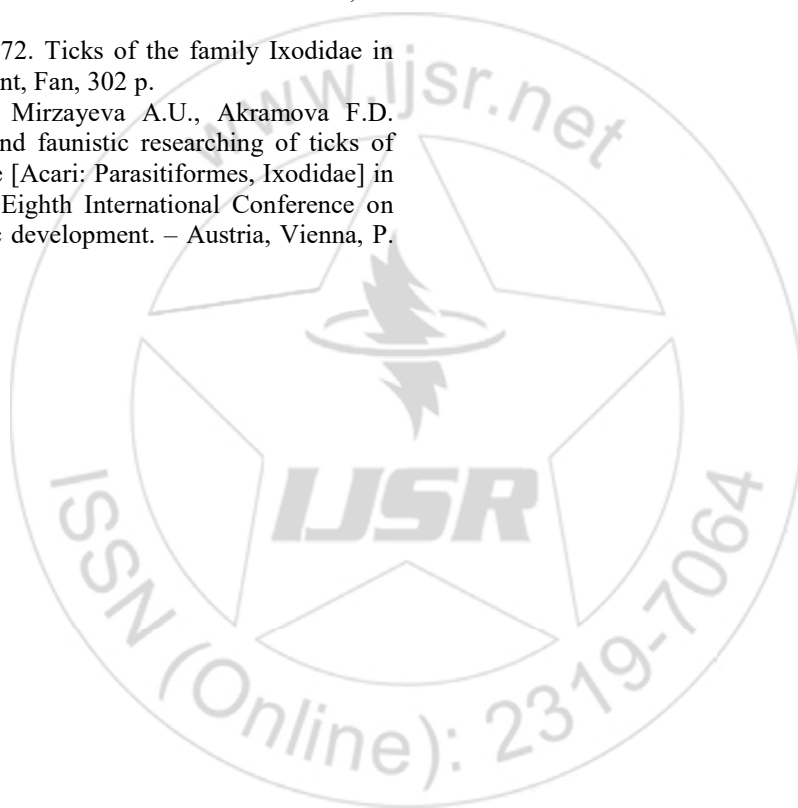 72. Ticks of the family Ixodidae in
nt, Fan, 302 p.
Mirzayeva A.U., Akramova F.D.
nd faunistic researching of ticks of
e [Acari: Parasitiformes, Ixodidae] in
Eighth International Conference on
c development. – Austria, Vienna, P.
www.ijsr.net
IJSR
ISSN (Online): 2319-7064